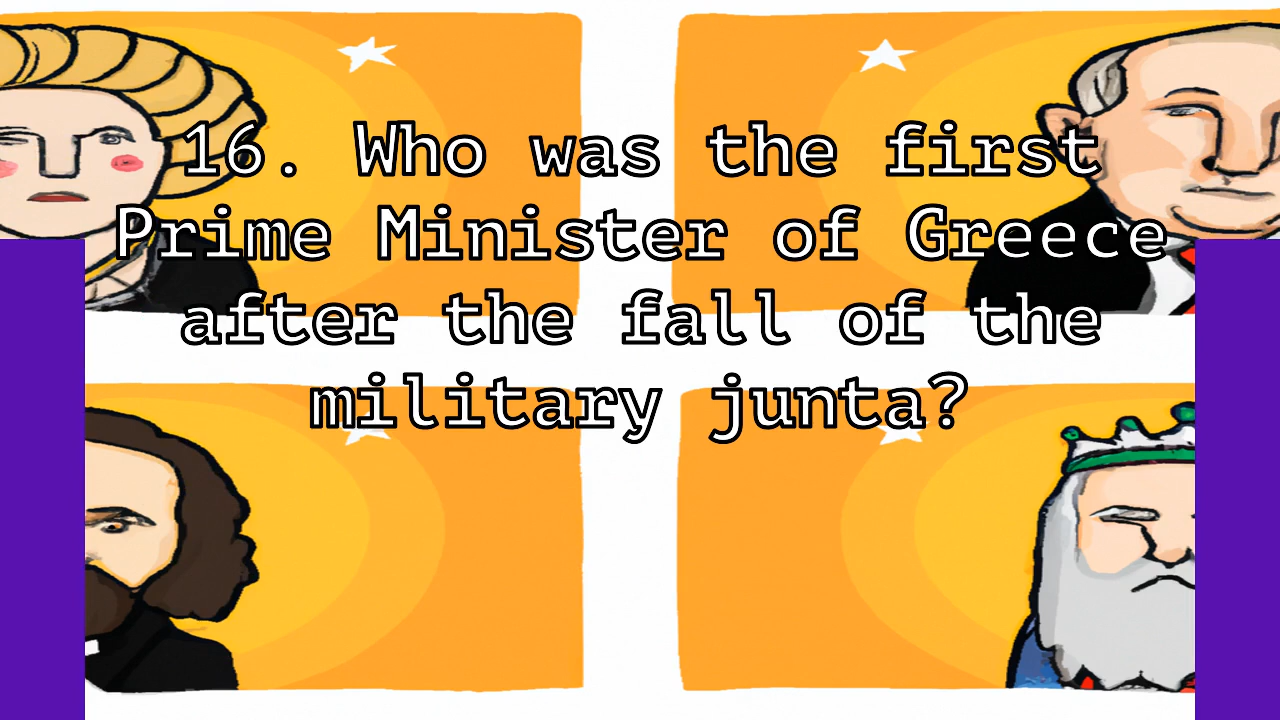 16. Who was the first
Prime Minister of Greece
after the fall of the
military junta?